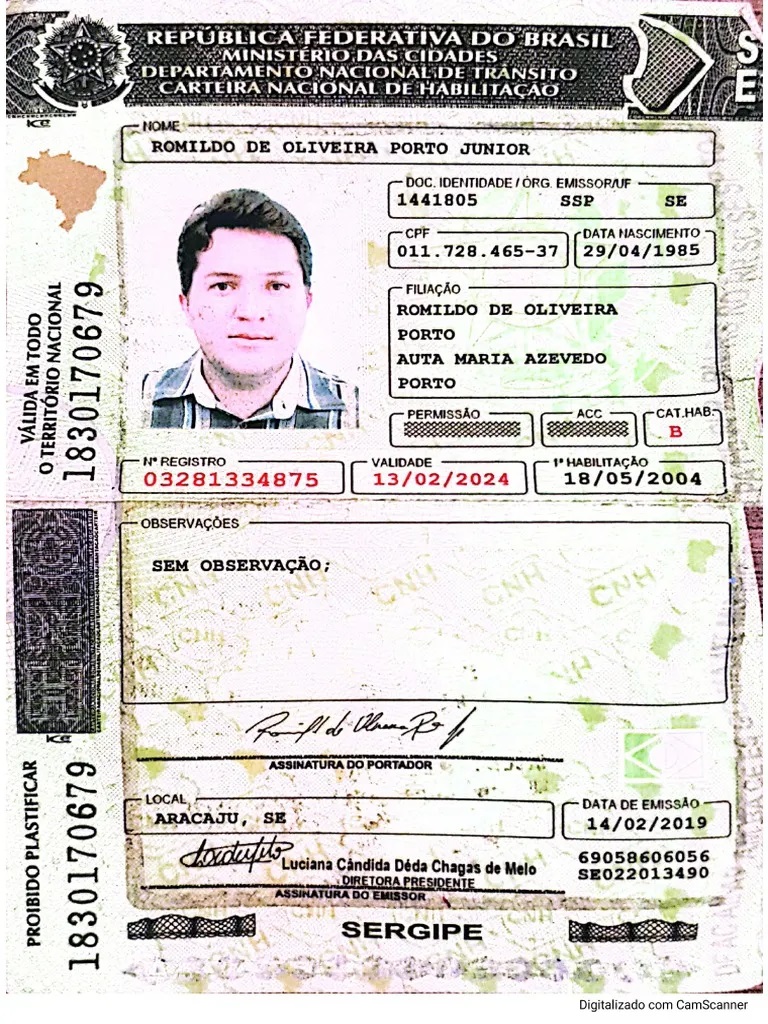 REPÚBLICA FEDERATIVA DO BRASIL
MINISTÉRIO DAS CIDADES
DEPARTAMENTO NACIONAL DE TRÂNSITO
CARTEIRA NACIONAL DE HABILITAÇÃO
SE
NOME
ROMILDO DE OLIVEIRA PORTO JUNIOR
DOC. IDENTIDADE / ÓRG. EMISSOR/UF
1441805 SSP SE
CPF
011.728.465-37
DATA NASCIMENTO
29/04/1985
FILIAÇÃO
ROMILDO DE OLIVEIRA
PORTO
AUTA MARIA AZEVEDO
PORTO
PERMISSÃO
ACC
CAT.HAB.
B
Nº REGISTRO
03281334875
VALIDADE
13/02/2024
1ª HABILITAÇÃO
18/05/2004
VÁLIDA EM TODO
O TERRITÓRIO NACIONAL
1830170679
OBSERVAÇÕES
SEM OBSERVAÇÃO;
CNH CNH CNH CNH
ASSINATURA DO PORTADOR
LOCAL
ARACAJU, SE
DATA DE EMISSÃO
14/02/2019
Luciana Cândida Déda Chagas de Melo
DIRETORA PRESIDENTE
ASSINATURA DO EMISSOR
69058606056
SE022013490
PROIBIDO PLASTIFICAR
1830170679
SERGIPE
Digitalizado com CamScanner